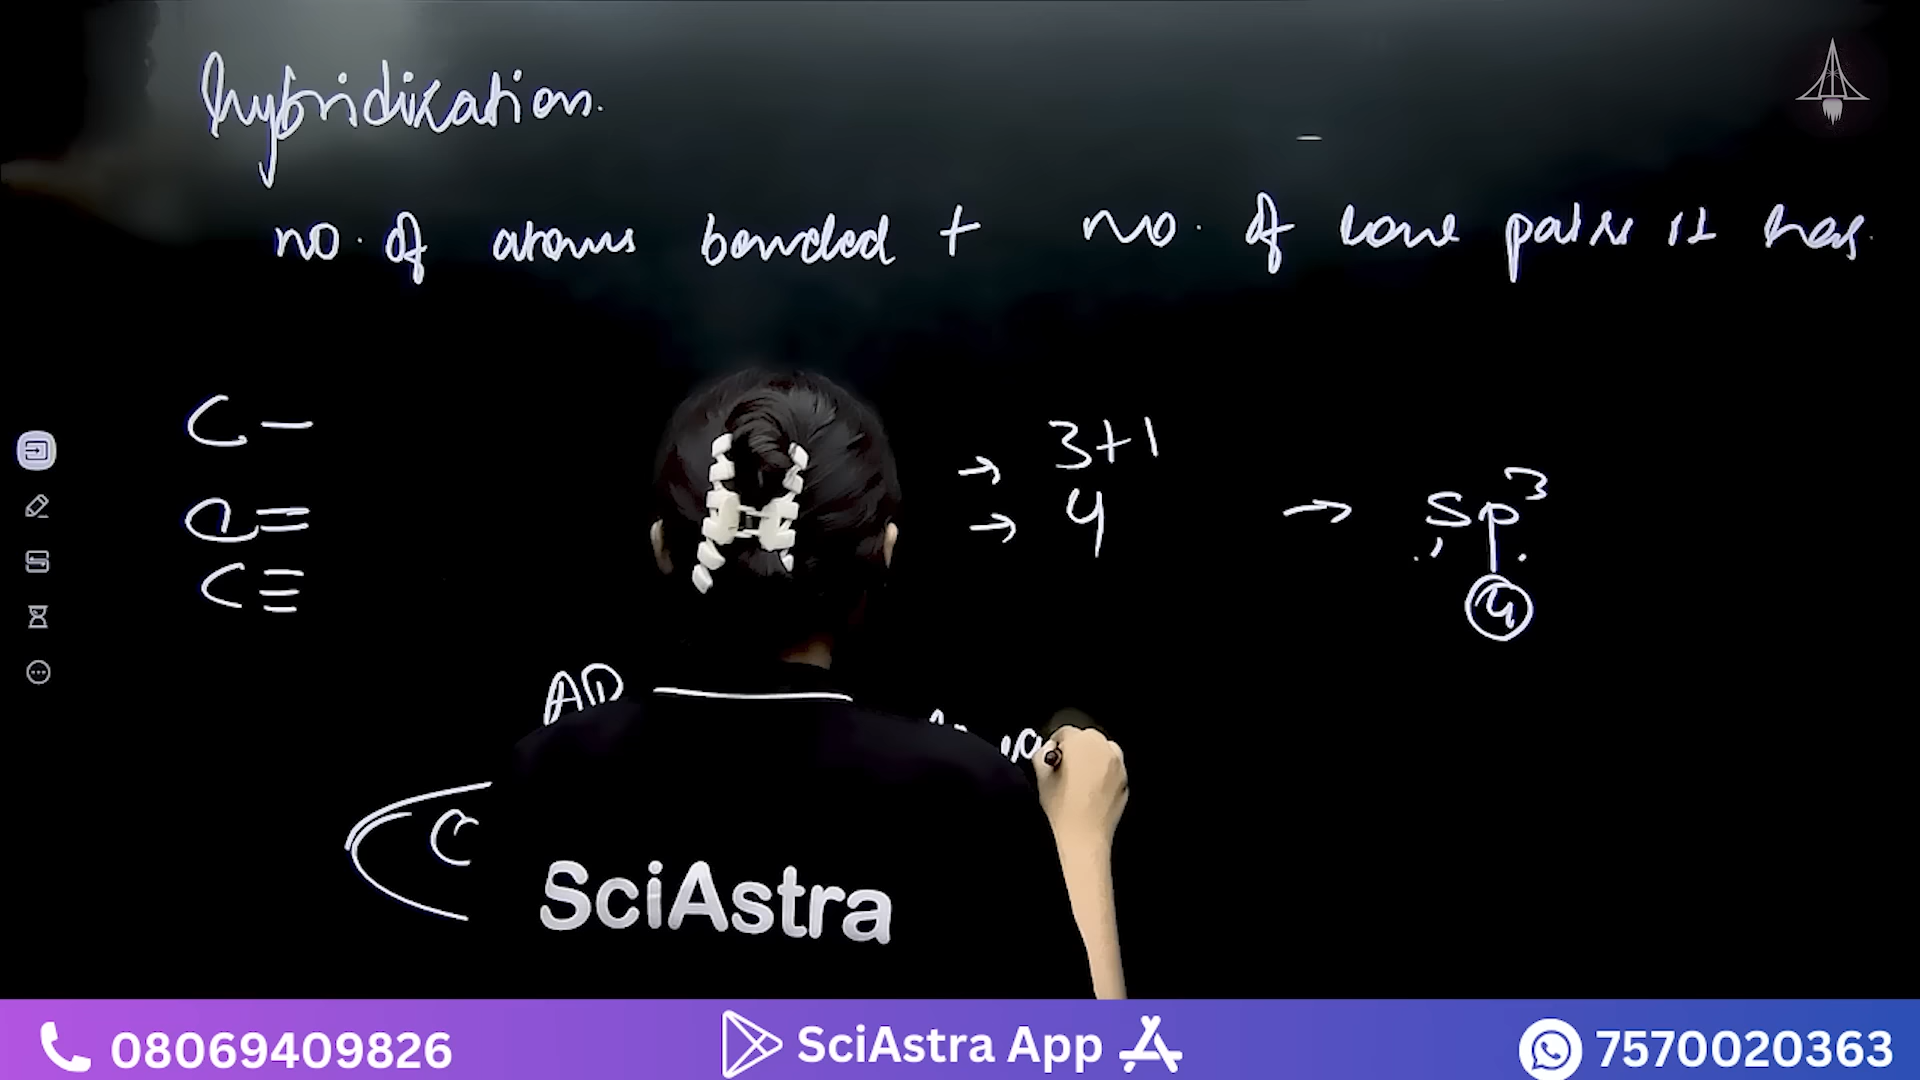 hybridization.
no. of atoms bonded + no. of lone pairs it has.
C - → 3+1
C = → 4 → sp³
C ≡
4
AD
C
SciAstra
08069409826 SciAstra App 7570020363